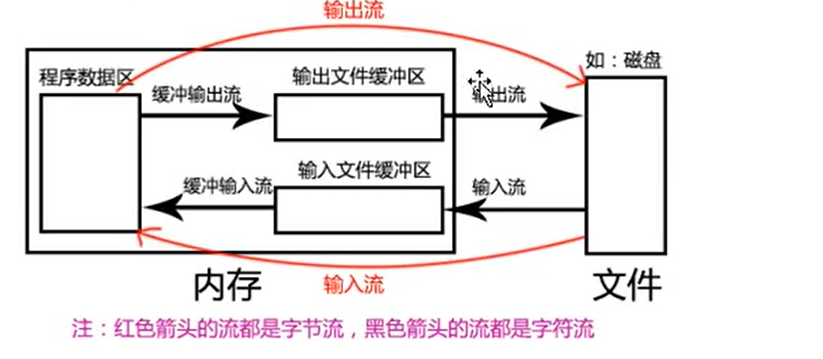 输出流
如：磁盘
程序数据区
输出文件缓冲区
缓冲输出流
输出流
输入文件缓冲区
缓冲输入流
输入流
内存
输入流
文件
注：红色箭头的流都是字节流，黑色箭头的流都是字符流